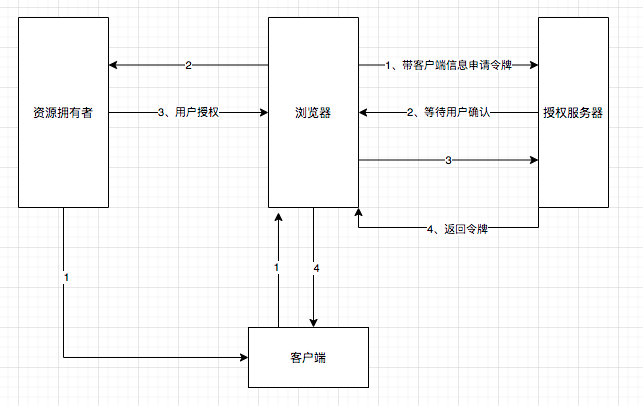 2
1、带客户端信息申请令牌
资源拥有者
3、用户授权
浏览器
2、等待用户确认
授权服务器
3
4、返回令牌
1
1
4
客户端